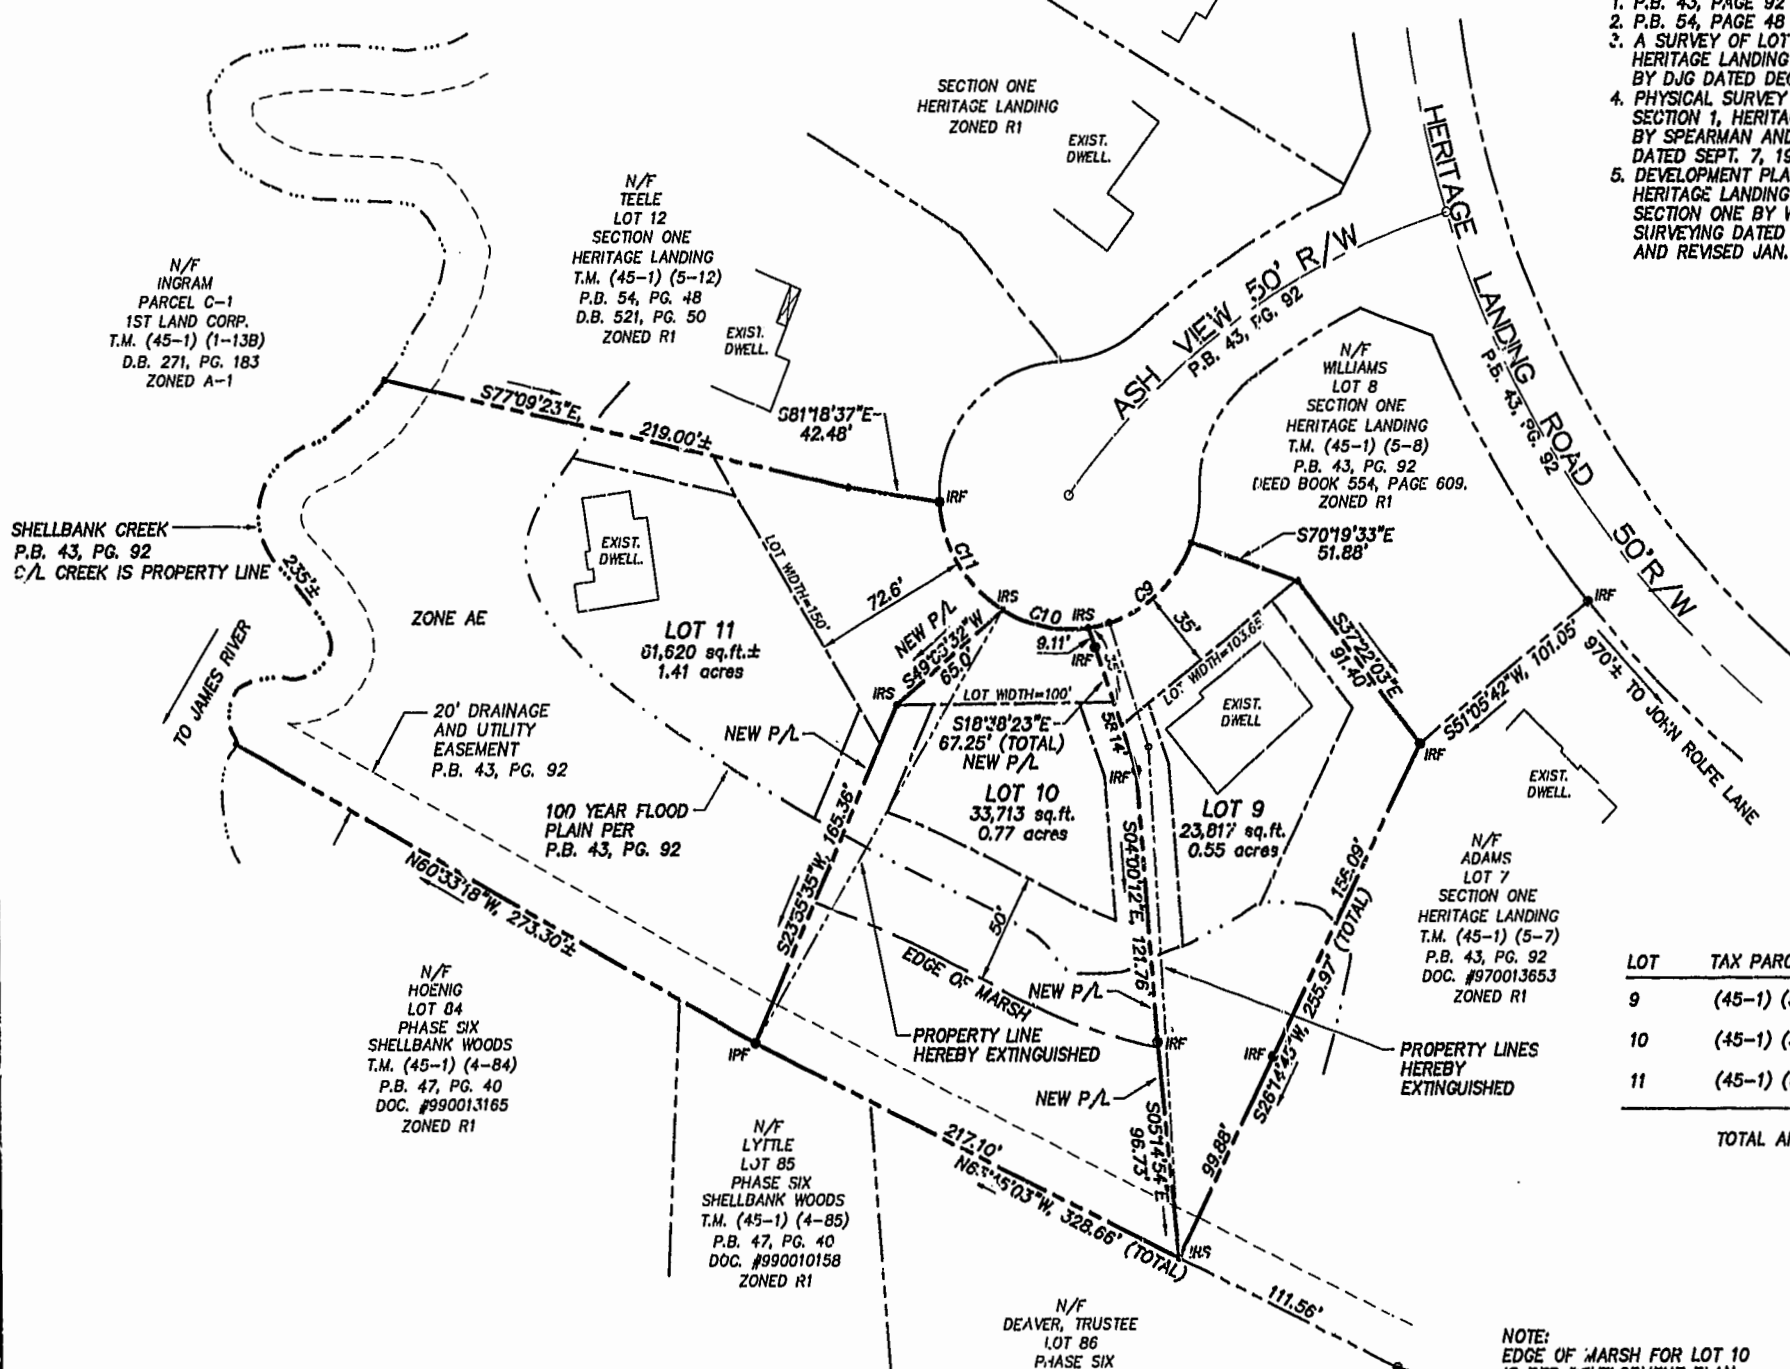 1. P.B. 43, PAGE 92
2. P.B. 54, PAGE 48
3. A SURVEY OF LOT
HERITAGE LANDING
BY DJG DATED DEC
4. PHYSICAL SURVEY
SECTION 1, HERITA
BY SPEARMAN AND
DATED SEPT. 7, 19
5. DEVELOPMENT PLA
HERITAGE LANDING
SECTION ONE BY
SURVEYING DATED
AND REVISED JAN.
SECTION ONE
HERITAGE LANDING
ZONED R1
EXIST.
DWELL.
HERITAGE LANDING ROAD 50' R/W
P.B. 43, PG. 92
ASH VIEW 50' R/W
P.B. 43, PG. 92
N/F
TEELE
LOT 12
SECTION ONE
HERITAGE LANDING
T.M. (45-1) (5-12)
P.B. 54, PG. 48
D.B. 521, PG. 50
ZONED R1
EXIST.
DWELL.
N/F
INGRAM
PARCEL C-1
1ST LAND CORP.
T.M. (45-1) (1-13B)
D.B. 271, PG. 183
ZONED A-1
N/F
WILLIAMS
LOT 8
SECTION ONE
HERITAGE LANDING
T.M. (45-1) (5-8)
P.B. 43, PG. 92
DEED BOOK 554, PAGE 609.
ZONED R1
S77°09'23"E,
219.00'±
S81°18'37"E
42.48'
IRF
S70°19'33"E
51.88'
SHELLBANK CREEK
P.B. 43, PG. 92
C/L CREEK IS PROPERTY LINE
235'±
TO JAMES RIVER
ZONE AE
EXIST.
DWELL.
LOT WIDTH=150'
72.6'
C11
IRS
C10
IRS
C9
9.11'
IRF
35'
LOT 11
61,620 sq.ft.±
1.41 acres
NEW P/L
65.0'
IRS
LOT WIDTH=100'
LOT WIDTH=103.65'
S37°22'03"E
91.40'
IRF
S51°05'42"W, 101.05'
970'± TO JOHN ROLFE LANE
IRF
EXIST.
DWELL
EXIST.
DWELL.
S18°38'23"E
67.25' (TOTAL)
NEW P/L
58.14'
IRF
20' DRAINAGE
AND UTILITY
EASEMENT
P.B. 43, PG. 92
NEW P/L
100 YEAR FLOOD
PLAIN PER
P.B. 43, PG. 92
S23°35'35"W, 165.36'
LOT 10
33,713 sq.ft.
0.77 acres
LOT 9
23,817 sq.ft.
0.55 acres
S04°00'12"E, 121.76'
50'
EDGE OF MARSH
NEW P/L
156.09'
S26°14'45"W, 255.97' (TOTAL)
N/F
ADAMS
LOT 7
SECTION ONE
HERITAGE LANDING
T.M. (45-1) (5-7)
P.B. 43, PG. 92
DOC. #970013653
ZONED R1
LOT TAX PARC
9 (45-1) (
10 (45-1) (
11 (45-1) (
TOTAL A
N60°33'18"W, 273.30'±
N/F
HOENIG
LOT 84
PHASE SIX
SHELLBANK WOODS
T.M. (45-1) (4-84)
P.B. 47, PG. 40
DOC. #990013165
ZONED R1
IPF
PROPERTY LINE
HEREBY EXTINGUISHED
IRF
IRF
PROPERTY LINES
HEREBY
EXTINGUISHED
NEW P/L
S05°14'54"E
96.73'
99.88'
217.10'
N63°45'03"W, 328.66' (TOTAL)
IRS
111.56'
N/F
LYTTLE
LOT 85
PHASE SIX
SHELLBANK WOODS
T.M. (45-1) (4-85)
P.B. 47, PG. 40
DOC. #990010158
ZONED R1
N/F
DEAVER, TRUSTEE
LOT 86
PHASE SIX
NOTE:
EDGE OF MARSH FOR LOT 10